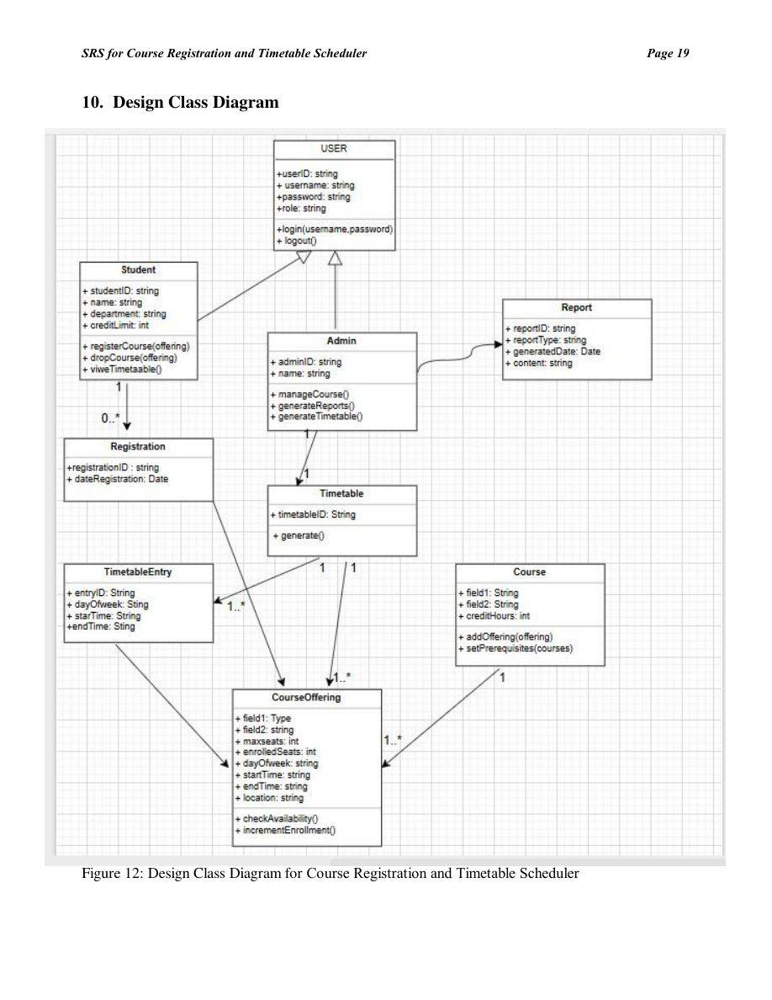 SRS for Course Registration and Timetable Scheduler Page 19
10. Design Class Diagram
USER
+userID: string
+ username: string
+password: string
+role: string
+login(username,password)
+ logout()
Student
+ studentID: string
+ name: string
+ department: string
+ creditLimit: int
+ registerCourse(offering)
+ dropCourse(offering)
+ viweTimetaable()
1
0..*
Report
+ reportID: string
+ reportType: string
+ generatedDate: Date
+ content: string
Admin
+ adminID: string
+ name: string
+ manageCourse()
+ generateReports()
+ generateTimetable()
1
1
Registration
+registrationID : string
+ dateRegistration: Date
Timetable
+ timetableID: String
+ generate()
1
1
1..*
1..*
TimetableEntry
+ entryID: String
+ dayOfweek: Sting
+ starTime: String
+endTime: Sting
Course
+ field1: String
+ field2: String
+ creditHours: int
+ addOffering(offering)
+ setPrerequisites(courses)
1
1..*
CourseOffering
+ field1: Type
+ field2: string
+ maxseats: int
+ enrolledSeats: int
+ dayOfweek: string
+ startTime: string
+ endTime: string
+ location: string
+ checkAvailability()
+ incrementEnrollment()
Figure 12: Design Class Diagram for Course Registration and Timetable Scheduler